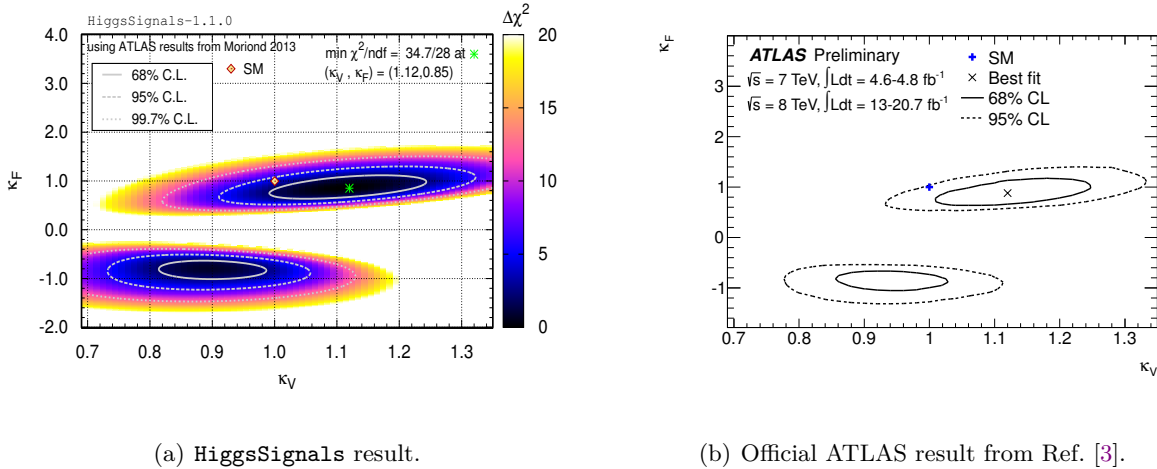 HiggsSignals-1.1.0
Δχ²
using ATLAS results from Moriond 2013
min χ²/ndf = 34.7/28 at
(κV , κF) = (1.12,0.85)
SM
68% C.L.
95% C.L.
99.7% C.L.
4.0
3.0
2.0
1.0
0.0
-1.0
-2.0
κF
0.7 0.8 0.9 1.0 1.1 1.2 1.3
κV
20
15
10
5
0
κF
ATLAS Preliminary
√s = 7 TeV, ∫Ldt = 4.6-4.8 fb⁻¹
√s = 8 TeV, ∫Ldt = 13-20.7 fb⁻¹
SM
Best fit
68% CL
95% CL
4
3
2
1
0
-1
0.7 0.8 0.9 1 1.1 1.2 1.3
κV
(a) HiggsSignals result.
(b) Official ATLAS result from Ref. [3].